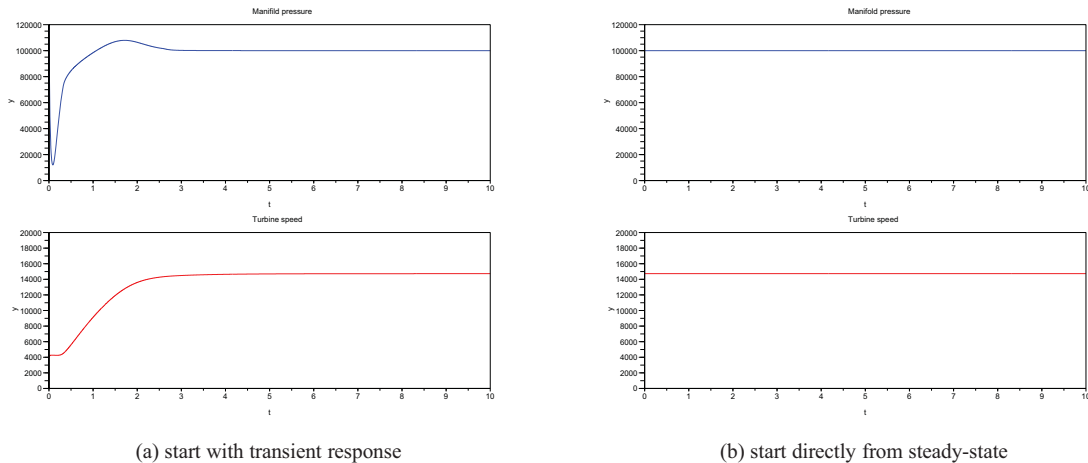 Manifild pressure
120000
100000
80000
60000
40000
20000
0
y
0 1 2 3 4 5 6 7 8 9 10
t
Turbine speed
20000
18000
16000
14000
12000
10000
8000
6000
4000
2000
0
y
0 1 2 3 4 5 6 7 8 9 10
t
(a) start with transient response
Manifold pressure
120000
100000
80000
60000
40000
20000
0
y
0 1 2 3 4 5 6 7 8 9 10
t
Turbine speed
20000
18000
16000
14000
12000
10000
8000
6000
4000
2000
0
y
0 1 2 3 4 5 6 7 8 9 10
t
(b) start directly from steady-state